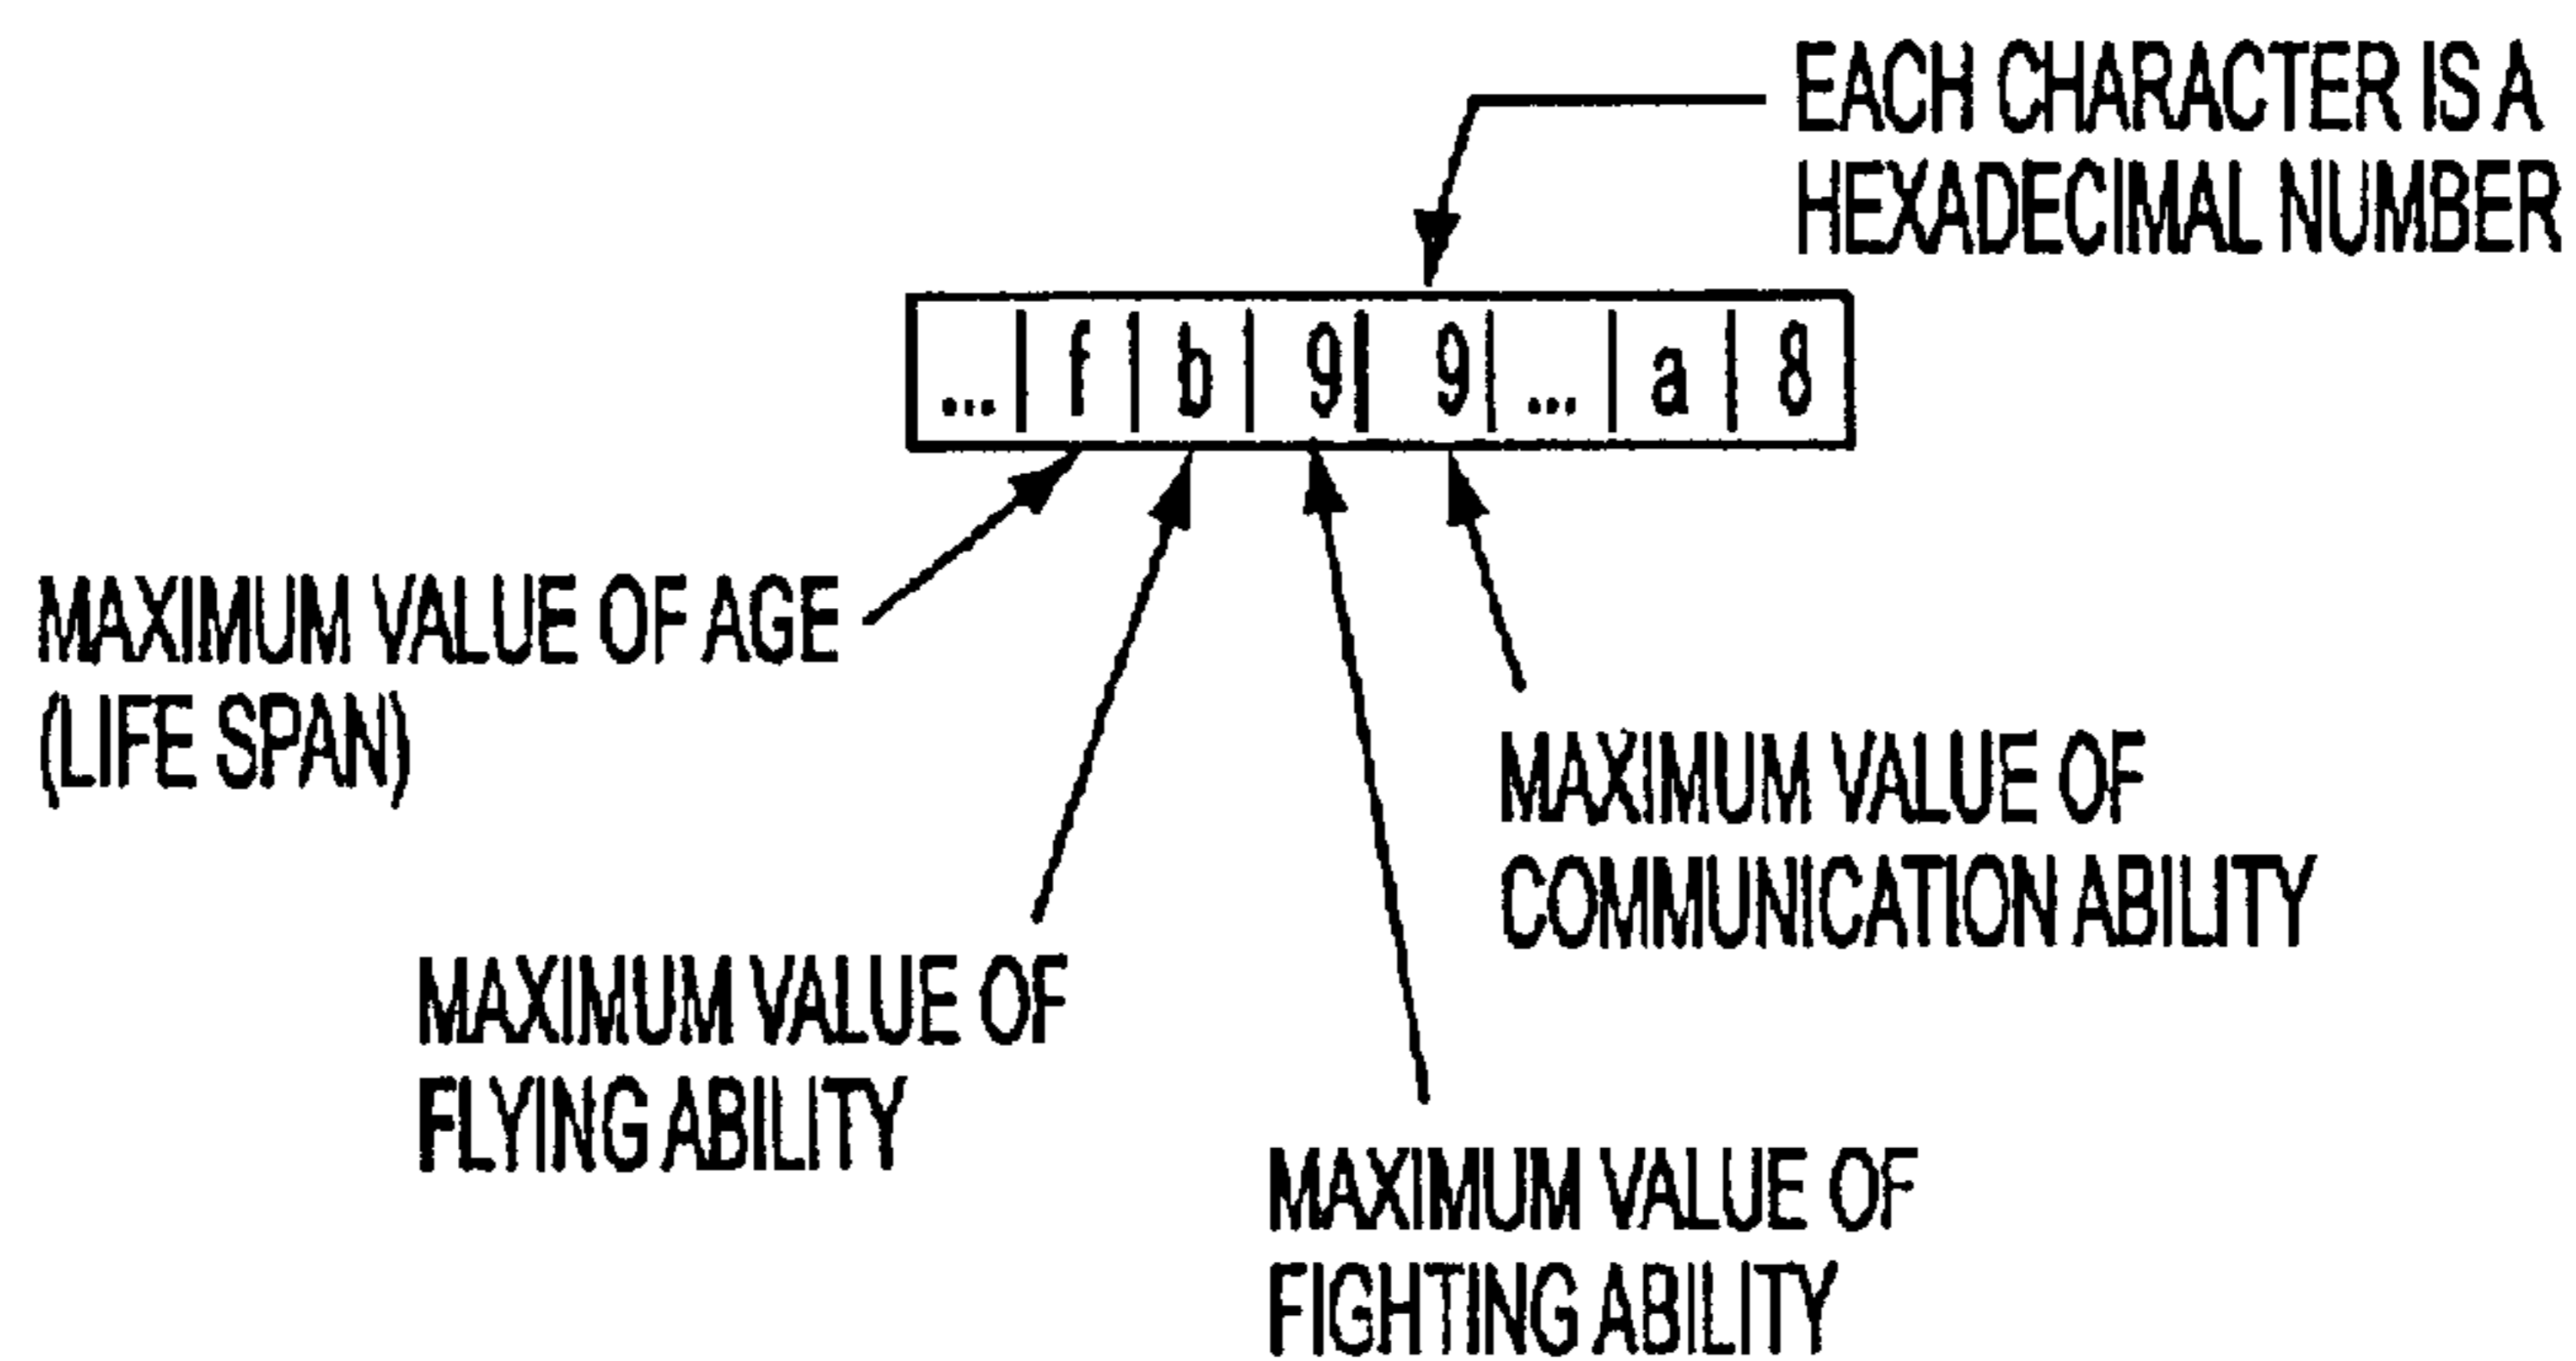 EACH CHARACTER IS A
HEXADECIMAL NUMBER
... | f | b | 9 | 9 | ... | a | 8
MAXIMUM VALUE OF AGE
(LIFE SPAN)
MAXIMUM VALUE OF
COMMUNICATION ABILITY
MAXIMUM VALUE OF
FLYING ABILITY
MAXIMUM VALUE OF
FIGHTING ABILITY